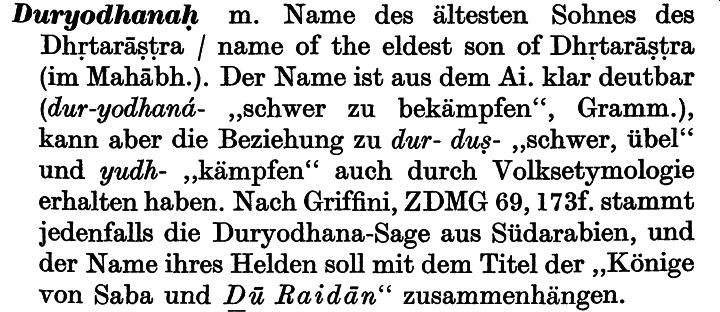 Duryodhanaḥ m. Name des ältesten Sohnes des
Dhṛtarāṣṭra / name of the eldest son of Dhṛtarāṣṭra
(im Mahābh.). Der Name ist aus dem Ai. klar deutbar
(dur-yodhaná- „schwer zu bekämpfen“, Gramm.),
kann aber die Beziehung zu dur- duṣ- „schwer, übel“
und yudh- „kämpfen“ auch durch Volksetymologie
erhalten haben. Nach Griffini, ZDMG 69, 173f. stammt
jedenfalls die Duryodhana-Sage aus Südarabien, und
der Name ihres Helden soll mit dem Titel der „Könige
von Saba und Ḏū Raidān“ zusammenhängen.